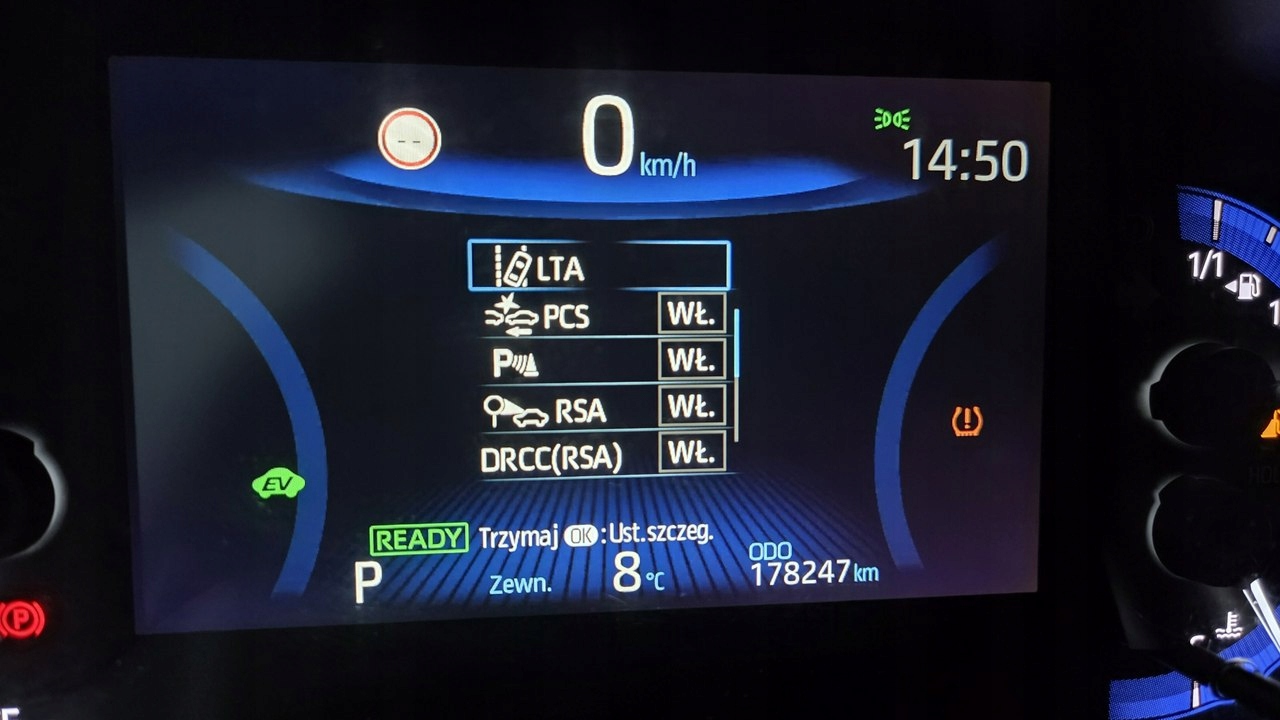 0 km/h
14:50
LTA
PCS WŁ.
P WŁ.
RSA WŁ.
DRCC(RSA) WŁ.
1/1
EV
READY Trzymaj OK :Ust.szczeg.
P Zewn. 8 °C
ODO
178247 km
P